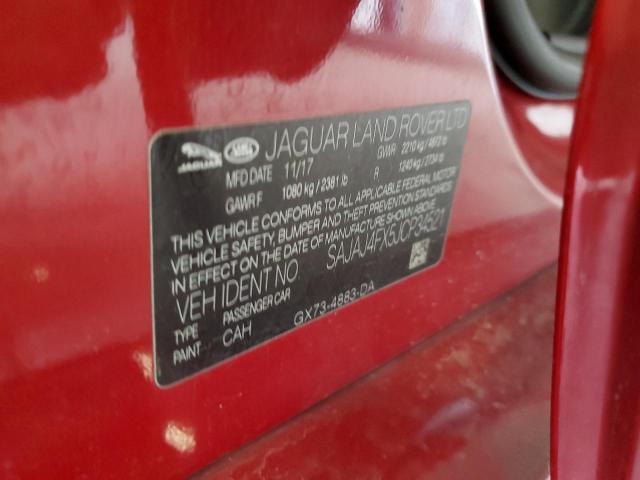 JAGUAR LAND ROVER LTD
JAGUAR
MFD DATE 11/17 GWR 2210 kg / 4872 lb
GAWR F 1080 kg / 2381 lb R 1240 kg / 2734 lb
THIS VEHICLE CONFORMS TO ALL APPLICABLE FEDERAL MOTOR
VEHICLE SAFETY, BUMPER AND THEFT PREVENTION STANDARDS
IN EFFECT ON THE DATE OF MANUFACTURE SHOWN ABOVE.
VEH IDENT NO. SAJAJ4FX5JCP34521
TYPE PASSENGER CAR
PAINT CAH GX73-4883-DA